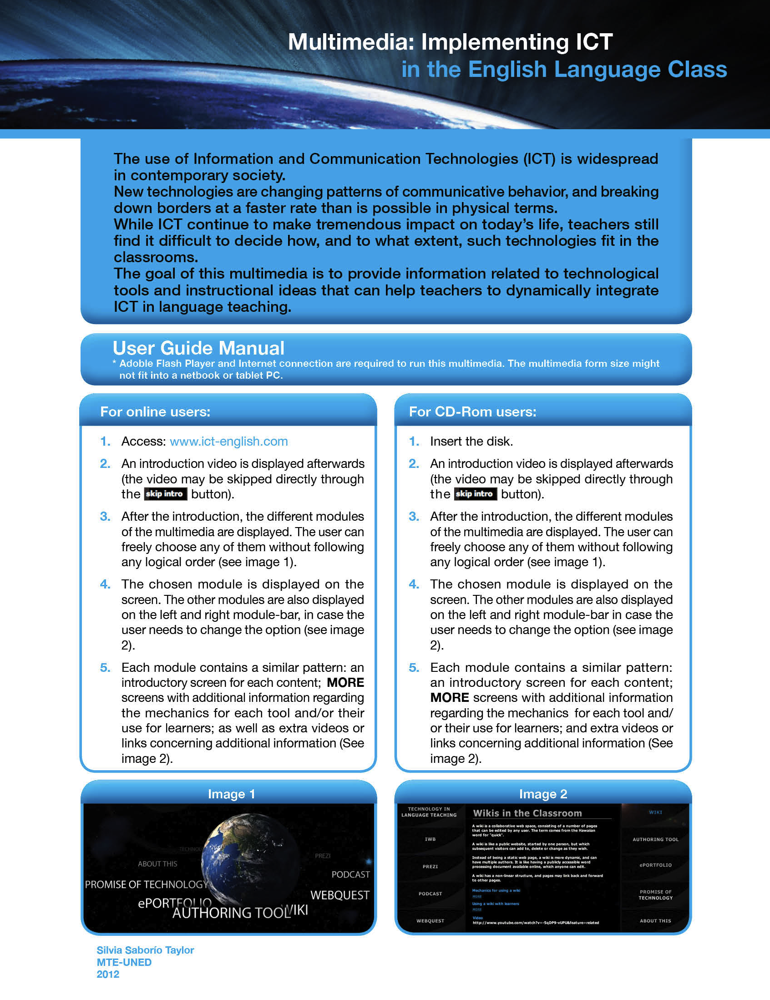 Multimedia: Implementing ICT
in the English Language Class
The use of Information and Communication Technologies (ICT) is widespread
in contemporary society.
New technologies are changing patterns of communicative behavior, and breaking
down borders at a faster rate than is possible in physical terms.
While ICT continue to make tremendous impact on today's life, teachers still
find it difficult to decide how, and to what extent, such technologies fit in the
classrooms.
The goal of this multimedia is to provide information related to technological
tools and instructional ideas that can help teachers to dynamically integrate
ICT in language teaching.
User Guide Manual
* Adoble Flash Player and Internet connection are required to run this multimedia. The multimedia form size might
not fit into a netbook or tablet PC.
For online users:
1. Access: www.ict-english.com
2. An introduction video is displayed afterwards
(the video may be skipped directly through
the skip intro button).
3. After the introduction, the different modules
of the multimedia are displayed. The user can
freely choose any of them without following
any logical order (see image 1).
4. The chosen module is displayed on the
screen. The other modules are also displayed
on the left and right module-bar, in case the
user needs to change the option (see image
2).
5. Each module contains a similar pattern: an
introductory screen for each content; MORE
screens with additional information regarding
the mechanics for each tool and/or their
use for learners; as well as extra videos or
links concerning additional information (See
image 2).
For CD-Rom users:
1. Insert the disk.
2. An introduction video is displayed afterwards
(the video may be skipped directly through
the skip intro button).
3. After the introduction, the different modules
of the multimedia are displayed. The user can
freely choose any of them without following
any logical order (see image 1).
4. The chosen module is displayed on the
screen. The other modules are also displayed
on the left and right module-bar in case the
user needs to change the option (see image
2).
5. Each module contains a similar pattern:
an introductory screen for each content;
MORE screens with additional information
regarding the mechanics for each tool and/
or their use for learners; and extra videos or
links concerning additional information (See
image 2).
Image 1
TECHNOL
ABOUT THIS
PREZI
PODCAST
PROMISE OF TECHNOLOGY
WEBQUEST
ePORTFOLIO
WIKI
AUTHORING TOOL
Image 2
TECHNOLOGY IN
LANGUAGE TEACHING
IWB
PREZI
PODCAST
WEBQUEST
Wikis in the Classroom
A wiki is a collaborative web space, consisting of a number of pages
that can be edited by any user. The term comes from the Hawaiian
word for "quick".
A wiki is like a public website, started by one person, but which
subsequent visitors can add to, delete or change as they wish.
Instead of being a static web page, a wiki is more dynamic, and can
have multiple authors. It is like having a publicly accessible word
processing document available online, which anyone can edit.
A wiki has a non-linear structure, and pages may link back and forward
to other pages.
Mechanics for using a wiki
MORE
Using a wiki with learners
MORE
Video
http://www.youtube.com/watch?v=-5qDP9-vUPU&feature=related
WIKI
AUTHORING TOOL
ePORTFOLIO
PROMISE OF
TECHNOLOGY
ABOUT THIS
Silvia Saborío Taylor
MTE-UNED
2012